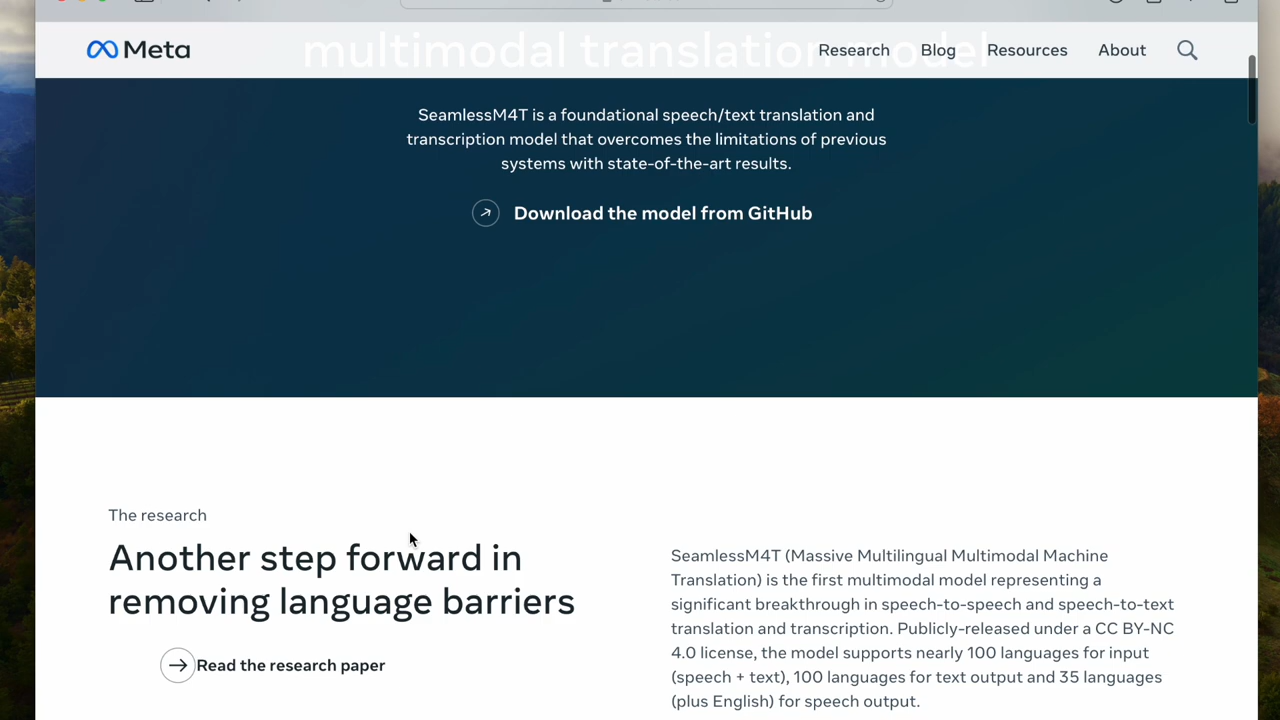 multimodal translation model
Meta
Research
Blog
Resources
About
SeamlessM4T is a foundational speech/text translation and
transcription model that overcomes the limitations of previous
systems with state-of-the-art results.
Download the model from GitHub
The research
Another step forward in
removing language barriers
Read the research paper
SeamlessM4T (Massive Multilingual Multimodal Machine
Translation) is the first multimodal model representing a
significant breakthrough in speech-to-speech and speech-to-text
translation and transcription. Publicly-released under a CC BY-NC
4.0 license, the model supports nearly 100 languages for input
(speech + text), 100 languages for text output and 35 languages
(plus English) for speech output.